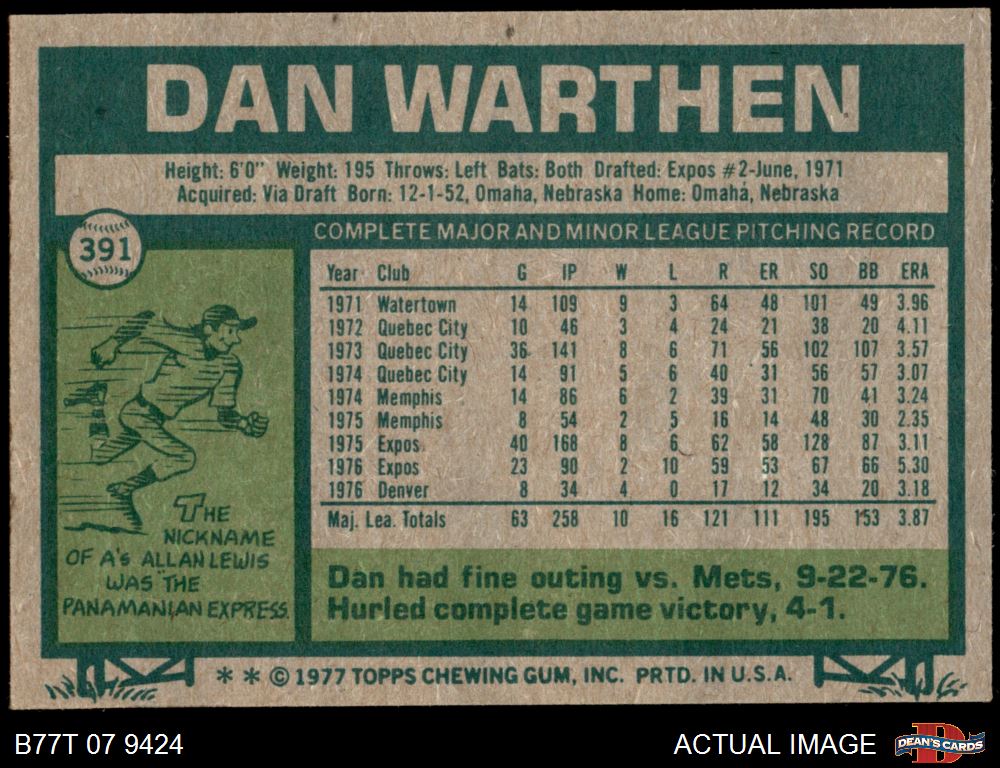 DAN WARTHEN
Height: 6'0" Weight: 195 Throws: Left Bats: Both Drafted: Expos #2-June, 1971
Acquired: Via Draft Born: 12-1-52, Omaha, Nebraska Home: Omaha, Nebraska
391
COMPLETE MAJOR AND MINOR LEAGUE PITCHING RECORD
Year Club G IP W L R ER SO BB ERA
1971 Watertown 14 109 9 3 64 48 101 49 3.96
1972 Quebec City 10 46 3 4 24 21 38 20 4.11
1973 Quebec City 36 141 8 6 71 56 102 107 3.57
1974 Quebec City 14 91 5 6 40 31 56 57 3.07
1974 Memphis 14 86 6 2 39 31 70 41 3.24
1975 Memphis 8 54 2 5 16 14 48 30 2.35
1975 Expos 40 168 8 6 62 58 128 87 3.11
1976 Expos 23 90 2 10 59 53 67 66 5.30
1976 Denver 8 34 4 0 17 12 34 20 3.18
Maj. Lea. Totals 63 258 10 16 121 111 195 153 3.87
THE
NICKNAME
OF A's ALLAN LEWIS
WAS THE
PANAMANIAN EXPRESS.
Dan had fine outing vs. Mets, 9-22-76.
Hurled complete game victory, 4-1.
* * © 1977 TOPPS CHEWING GUM, INC. PRTD. IN U.S.A.
B77T 07 9424
ACTUAL IMAGE
D
DEAN'S CARDS